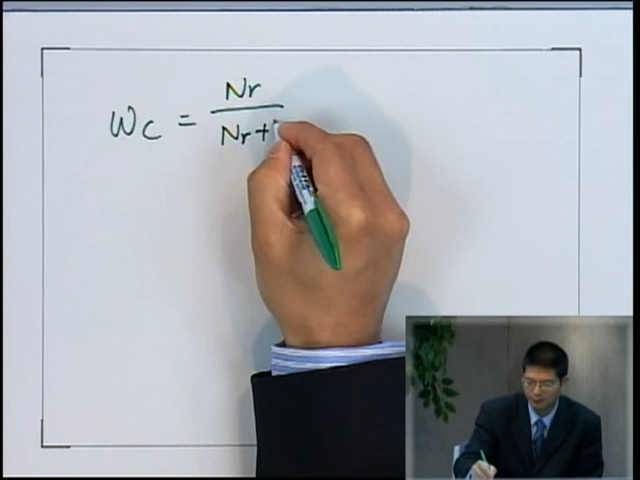 Wc = Nr / Nr +